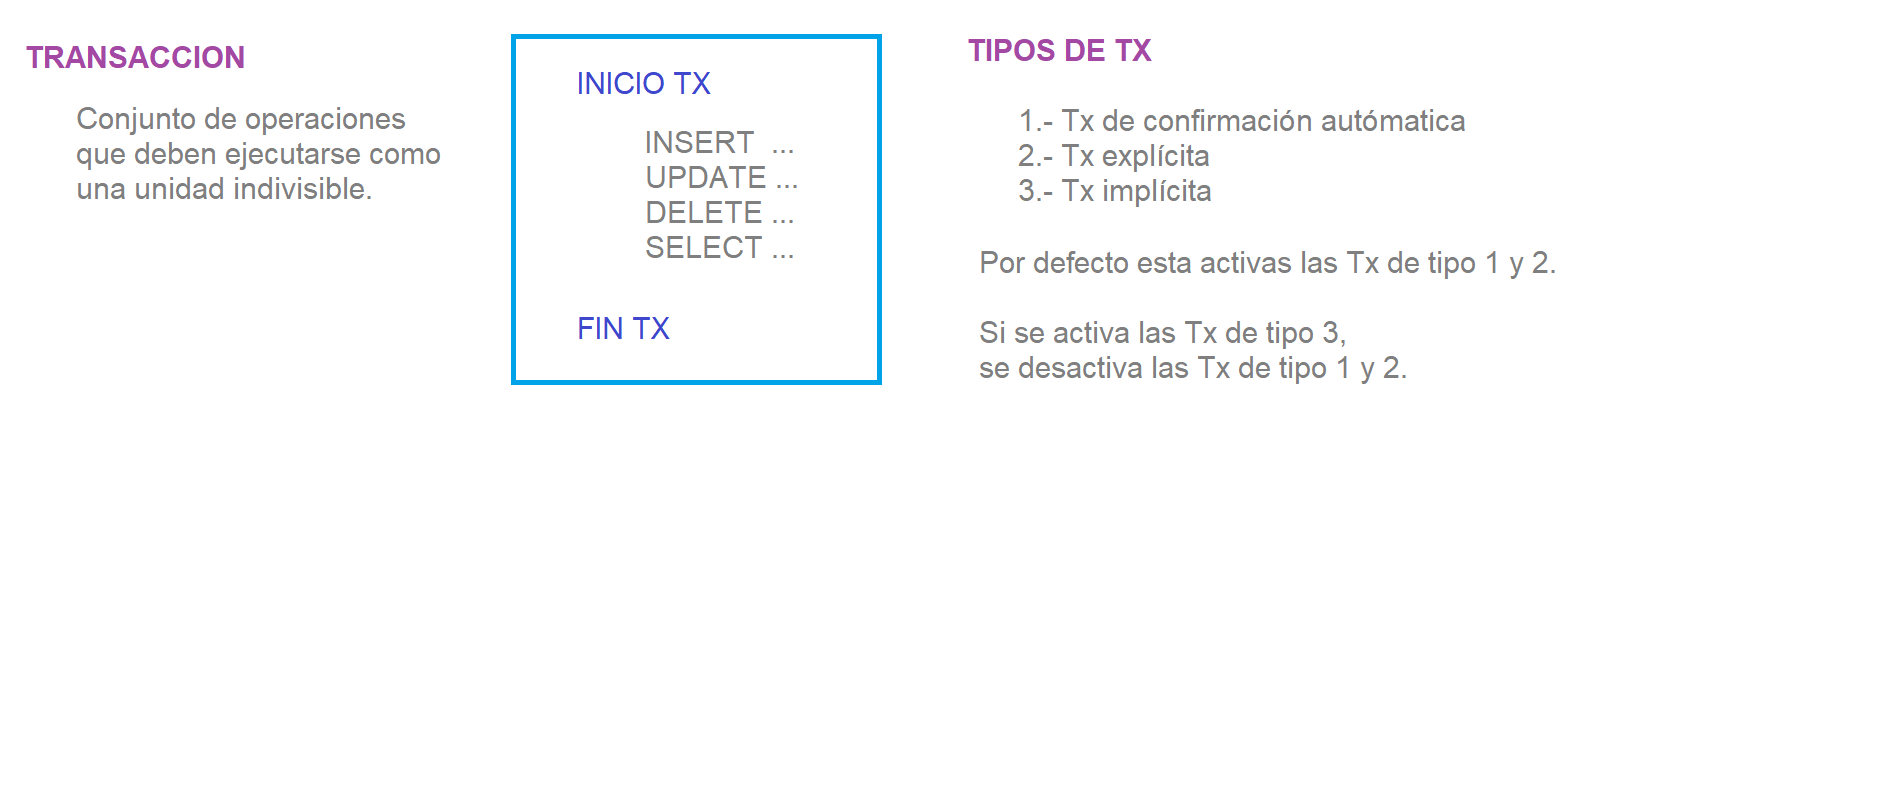 TRANSACCION
Conjunto de operaciones
que deben ejecutarse como
una unidad indivisible.
INICIO TX
INSERT ...
UPDATE ...
DELETE ...
SELECT ...
FIN TX
TIPOS DE TX
1.- Tx de confirmación autómatica
2.- Tx explícita
3.- Tx implícita
Por defecto esta activas las Tx de tipo 1 y 2.
Si se activa las Tx de tipo 3,
se desactiva las Tx de tipo 1 y 2.